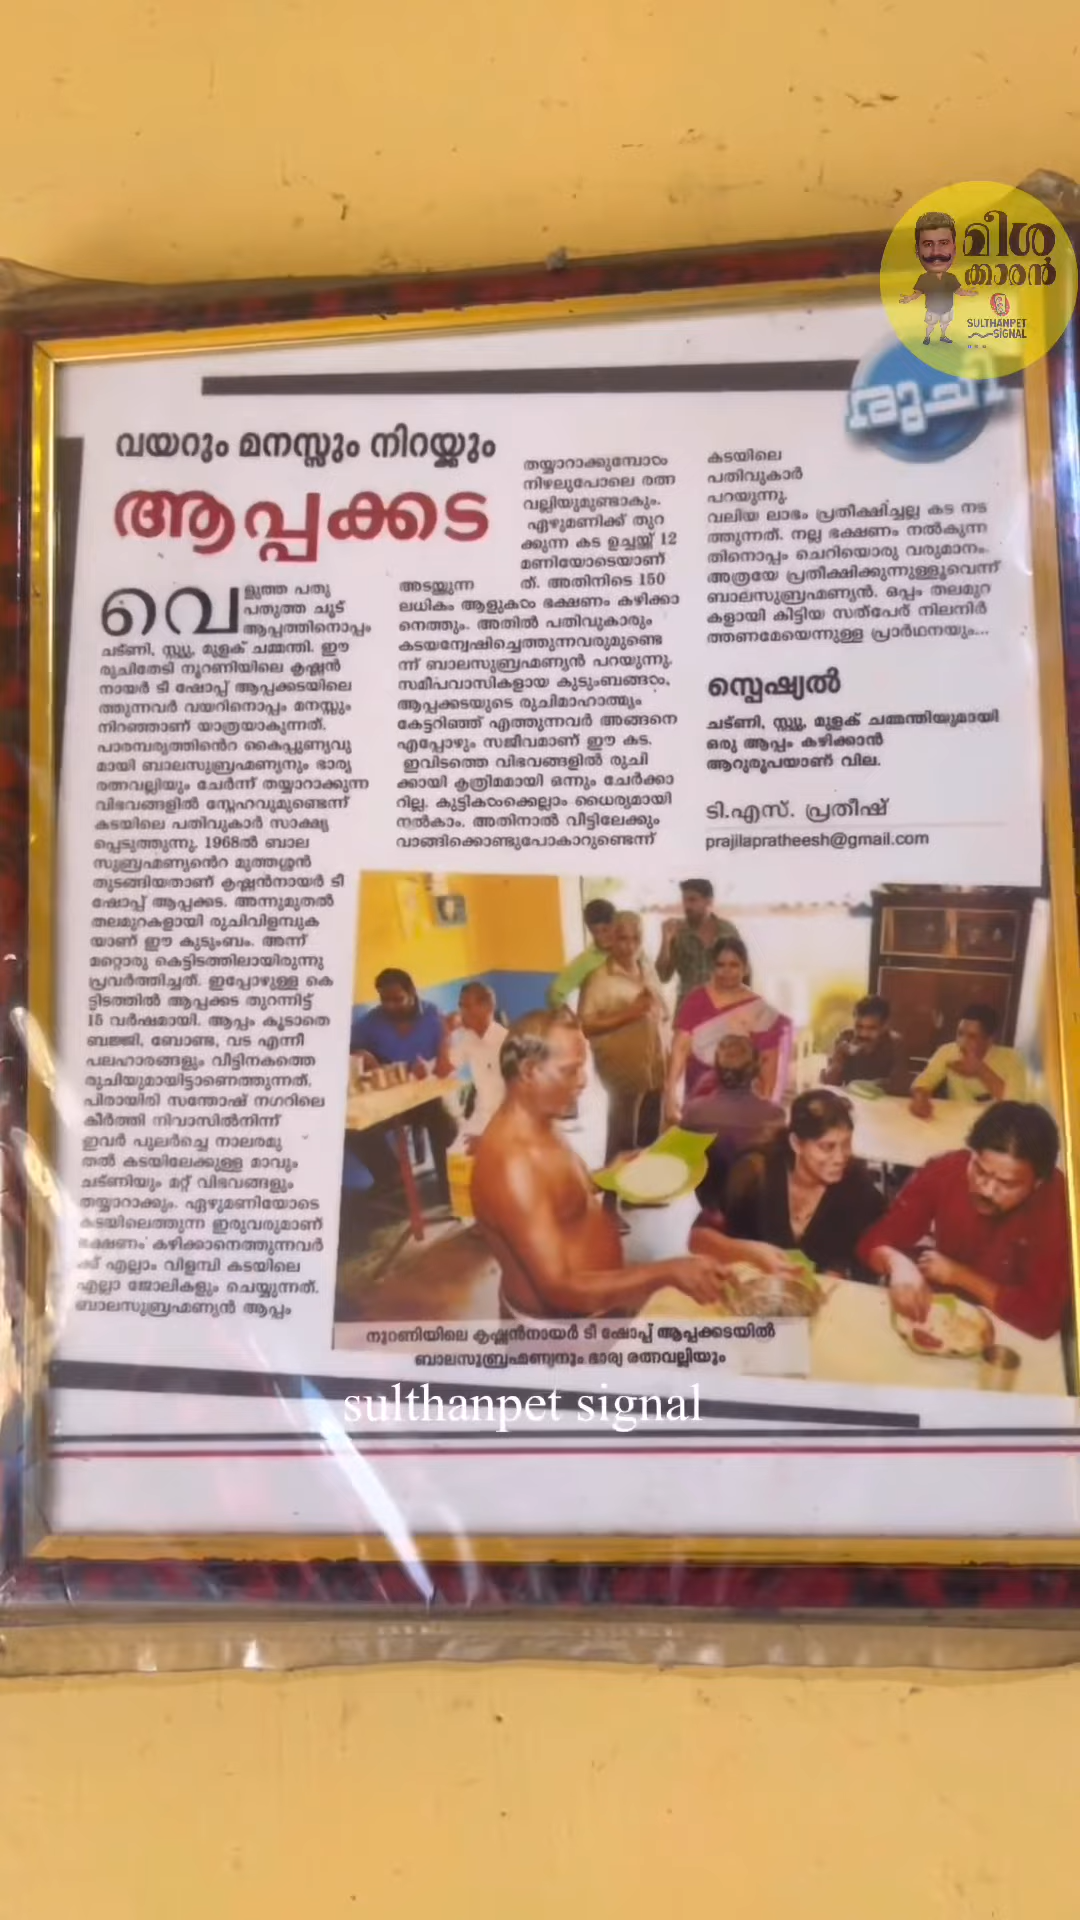 മീശ
ക്കാരൻ
SULTHANPET
SIGNAL
രുചി
വയറും മനസ്സും നിറയ്ക്കും
ആപ്പക്കട
വെളുത്ത പതു
പതുത്ത ചൂട്
ആപ്പത്തിനൊപ്പം
ചട്ണി, സ്റ്റ്യൂ, മുളക് ചമ്മന്തി. ഈ
രുചിതേടി നൂറണിയിലെ കൃഷ്ണൻ
നായർ ടീ ഷോപ്പ് ആപ്പക്കടയിലെ
ത്തുന്നവർ വയറിനൊപ്പം മനസ്സും
നിറഞ്ഞാണ് യാത്രയാകുന്നത്.
പാരമ്പര്യത്തിൻെറ കൈപ്പുണ്യവു
മായി ബാലസുബ്രഹ്മണ്യനും ഭാര്യ
രത്നവല്ലിയും ചേർന്ന് തയ്യാറാക്കുന്ന
വിഭവങ്ങളിൽ സ്നേഹവുമുണ്ടെന്ന്
കടയിലെ പതിവുകാർ സാക്ഷ്യ
പ്പെടുത്തുന്നു. 1968ൽ ബാല
സുബ്രഹ്മണ്യൻെറ മുത്തശ്ശൻ
തുടങ്ങിയതാണ് കൃഷ്ണൻനായർ ടീ
ഷോപ്പ് ആപ്പക്കട. അന്നുമുതൽ
തലമുറകളായി രുചിവിളമ്പുക
യാണ് ഈ കുടുംബം. അന്ന്
മറ്റൊരു കെട്ടിടത്തിലായിരുന്നു
പ്രവർത്തിച്ചത്. ഇപ്പോഴുള്ള കെ
ട്ടിടത്തിൽ ആപ്പക്കട തുറന്നിട്ട്
15 വർഷമായി. ആപ്പം കൂടാതെ
ബജ്ജി, ബോണ്ട, വട എന്നീ
പലഹാരങ്ങളും വീട്ടിനകത്തെ
രുചിയുമായിട്ടാണെത്തുന്നത്.
പിരായിരി സന്തോഷ് നഗറിലെ
കീർത്തി നിവാസിൽനിന്ന്
ഇവർ പുലർച്ചെ നാലരമു
തൽ കടയിലേക്കുള്ള മാവും
ചട്ണിയും മറ്റ് വിഭവങ്ങളും
തയ്യാറാക്കും. ഏഴുമണിയോടെ
കടയിലെത്തുന്ന ഇരുവരുമാണ്
ഭക്ഷണം കഴിക്കാനെത്തുന്നവർ
ക്ക് എല്ലാം വിളമ്പി കടയിലെ
എല്ലാ ജോലികളും ചെയ്യുന്നത്.
ബാലസുബ്രഹ്മണ്യൻ ആപ്പം
തയ്യാറാക്കുമ്പോൾ
നിഴലുപോലെ രത്ന
വല്ലിയുമുണ്ടാകും.
ഏഴുമണിക്ക് തുറ
ക്കുന്ന കട ഉച്ചയ്ക്ക് 12
മണിയോടെയാണ്
അടയ്ക്കുന്നത്. അതിനിടെ 150
ലധികം ആളുകൾ ഭക്ഷണം കഴിക്കാ
നെത്തും. അതിൽ പതിവുകാരും
കടയന്വേഷിച്ചെത്തുന്നവരുമുണ്ടെ
ന്ന് ബാലസുബ്രഹ്മണ്യൻ പറയുന്നു.
സമീപവാസികളായ കുടുംബങ്ങൾ,
ആപ്പക്കടയുടെ രുചിമാഹാത്മ്യം
കേട്ടറിഞ്ഞ് എത്തുന്നവർ അങ്ങനെ
എപ്പോഴും സജീവമാണ് ഈ കട.
ഇവിടത്തെ വിഭവങ്ങളിൽ രുചി
ക്കായി കൃത്രിമമായി ഒന്നും ചേർക്കാ
റില്ല. കുട്ടികൾക്കെല്ലാം ധൈര്യമായി
നൽകാം. അതിനാൽ വീട്ടിലേക്കും
വാങ്ങിക്കൊണ്ടുപോകാറുണ്ടെന്ന്
കടയിലെ
പതിവുകാർ
പറയുന്നു.
വലിയ ലാഭം പ്രതീക്ഷിച്ചല്ല കട നട
ത്തുന്നത്. നല്ല ഭക്ഷണം നൽകുന്ന
തിനൊപ്പം ചെറിയൊരു വരുമാനം.
അത്രയേ പ്രതീക്ഷിക്കുന്നുള്ളൂവെന്ന്
ബാലസുബ്രഹ്മണ്യൻ. ഒപ്പം തലമുറ
കളായി കിട്ടിയ സത്പേര് നിലനിർ
ത്തണമേയെന്നുള്ള പ്രാർഥനയും...
സ്പെഷ്യൽ
ചട്ണി, സ്റ്റ്യൂ, മുളക് ചമ്മന്തിയുമായി
ഒരു ആപ്പം കഴിക്കാൻ
ആറുരൂപയാണ് വില.
ടി.എസ്. പ്രതീഷ്
prajilapratheesh@gmail.com
നൂറണിയിലെ കൃഷ്ണൻനായർ ടീ ഷോപ്പ് ആപ്പക്കടയിൽ
ബാലസുബ്രഹ്മണ്യനും ഭാര്യ രത്നവല്ലിയും
sulthanpet signal